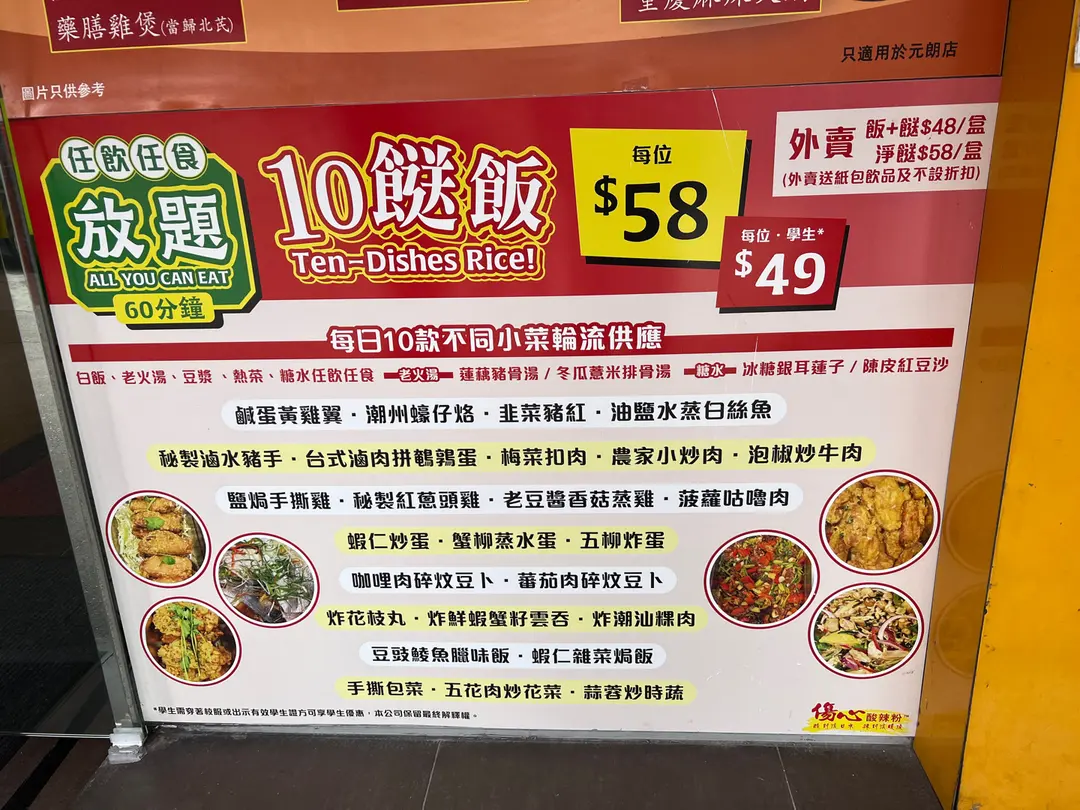 藥膳雞煲(當歸北芪)
只適用於元朗店
圖片只供參考
任飲任食
放題
ALL YOU CAN EAT
60分鐘
10餸飯
Ten-Dishes Rice!
每位
$58
每位·學生*
$49
外賣 飯+餸$48/盒
淨餸$58/盒
(外賣送紙包飲品及不設折扣)
每日10款不同小菜輪流供應
白飯、老火湯、豆漿、熱茶、糖水任飲任食 老火湯 蓮藕豬骨湯 / 冬瓜薏米排骨湯 糖水 冰糖銀耳蓮子 / 陳皮紅豆沙
鹹蛋黃雞翼·潮州蠔仔烙·韭菜豬紅·油鹽水蒸白絲魚
秘製滷水豬手·台式滷肉拼鵪鶉蛋·梅菜扣肉·農家小炒肉·泡椒炒牛肉
鹽焗手撕雞·秘製紅蔥頭雞·老豆醬香菇蒸雞·菠蘿咕嚕肉
蝦仁炒蛋·蟹柳蒸水蛋·五柳炸蛋
咖哩肉碎炆豆卜·蕃茄肉碎炆豆卜
炸花枝丸·炸鮮蝦蟹籽雲吞·炸潮汕粿肉
豆豉鯪魚臘味飯·蝦仁雜菜焗飯
手撕包菜·五花肉炒花菜·蒜蓉炒時蔬
*學生需穿著校服或出示有效學生證方可享學生優惠，本公司保留最終解釋權。
傷心酸辣粉